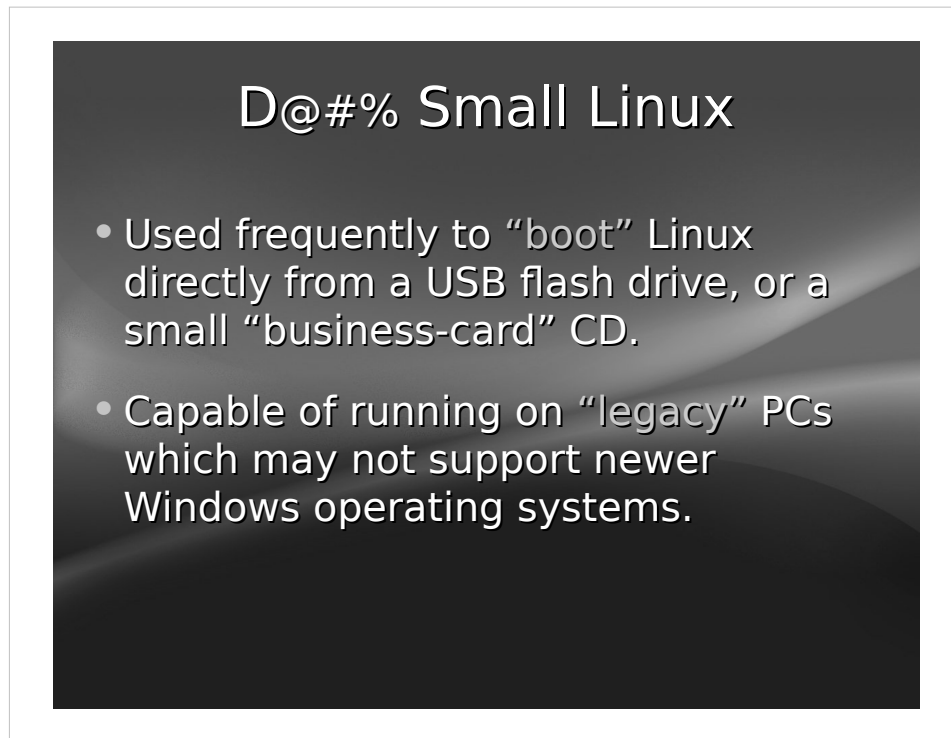 D@#% Small Linux
• Used frequently to “boot” Linux
directly from a USB flash drive, or a
small “business-card” CD.
• Capable of running on “legacy” PCs
which may not support newer
Windows operating systems.